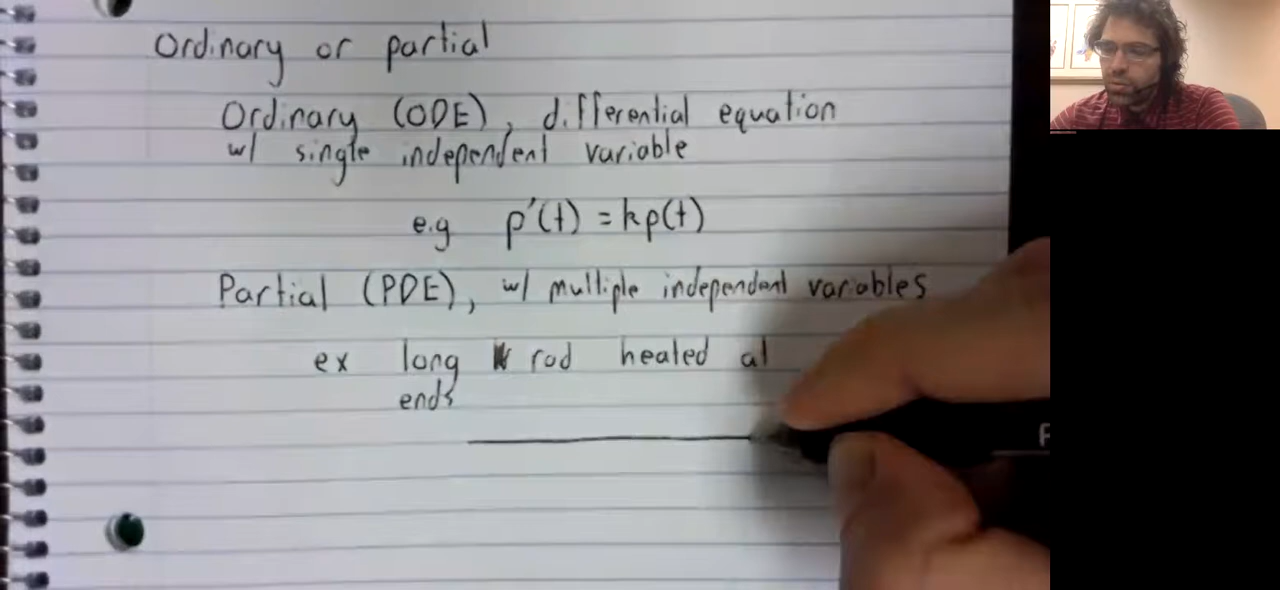 Ordinary or partial
Ordinary (ODE), differential equation
w/ single independent variable
e.g p'(t) = kp(t)
Partial (PDE), w/ multiple independent variables
ex long rod heated at
ends